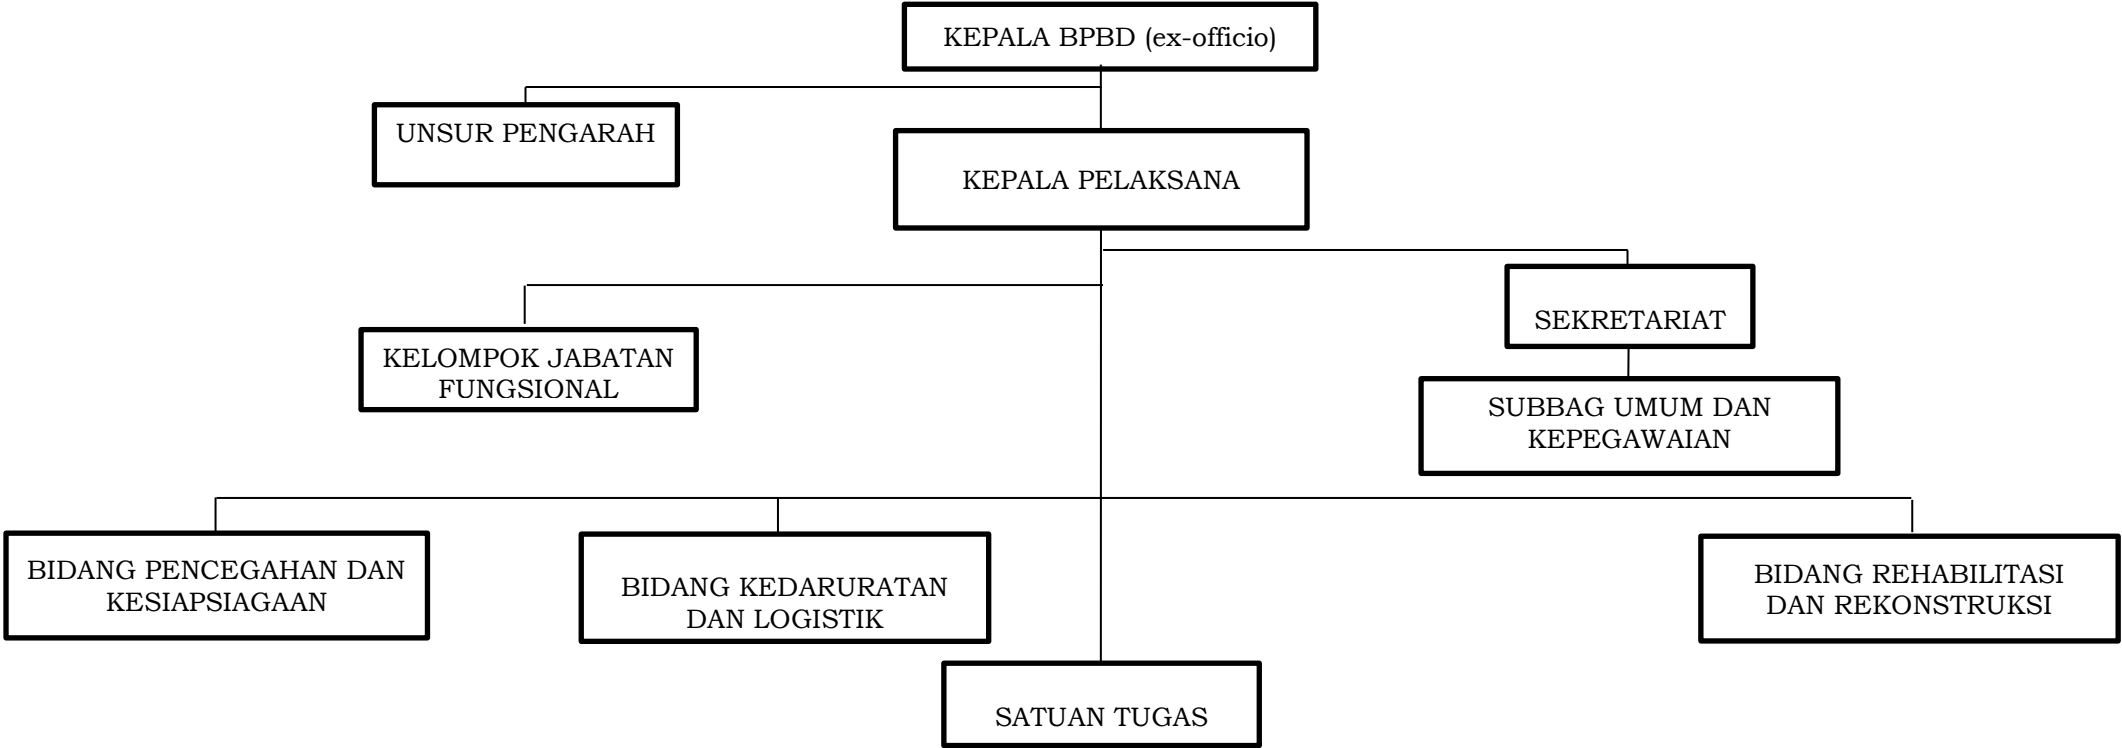 KEPALA BPBD (ex-officio)
UNSUR PENGARAH
KEPALA PELAKSANA
SEKRETARIAT
KELOMPOK JABATAN
FUNGSIONAL
SUBBAG UMUM DAN
KEPEGAWAIAN
BIDANG PENCEGAHAN DAN
KESIAPSIAGAAN
BIDANG KEDARURATAN
DAN LOGISTIK
BIDANG REHABILITASI
DAN REKONSTRUKSI
SATUAN TUGAS